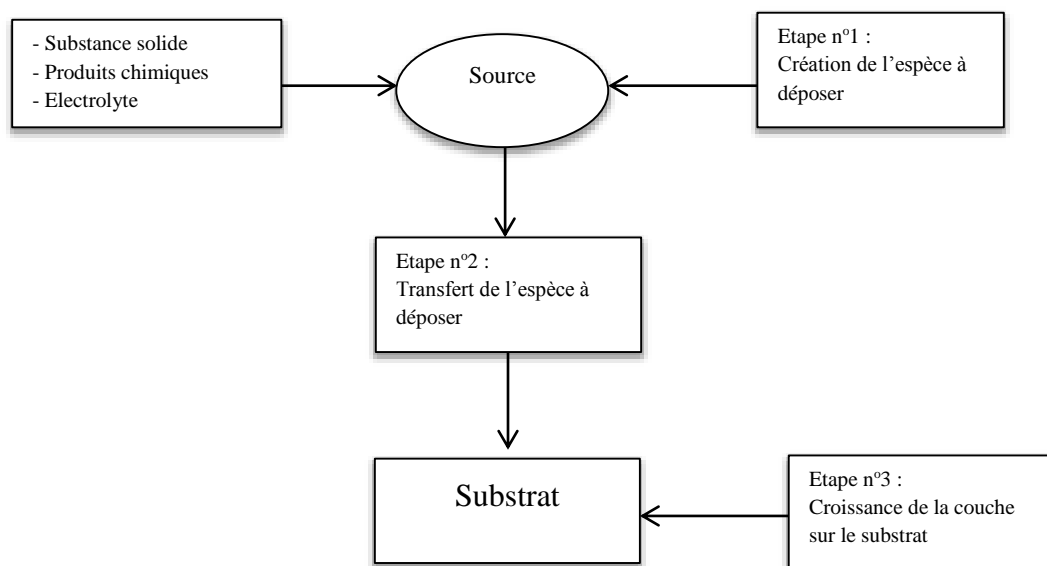 - Substance solide
- Produits chimiques
- Electrolyte
Source
Etape nº1 :
Création de l’espèce à
déposer
Etape nº2 :
Transfert de l’espèce à
déposer
Substrat
Etape nº3 :
Croissance de la couche
sur le substrat